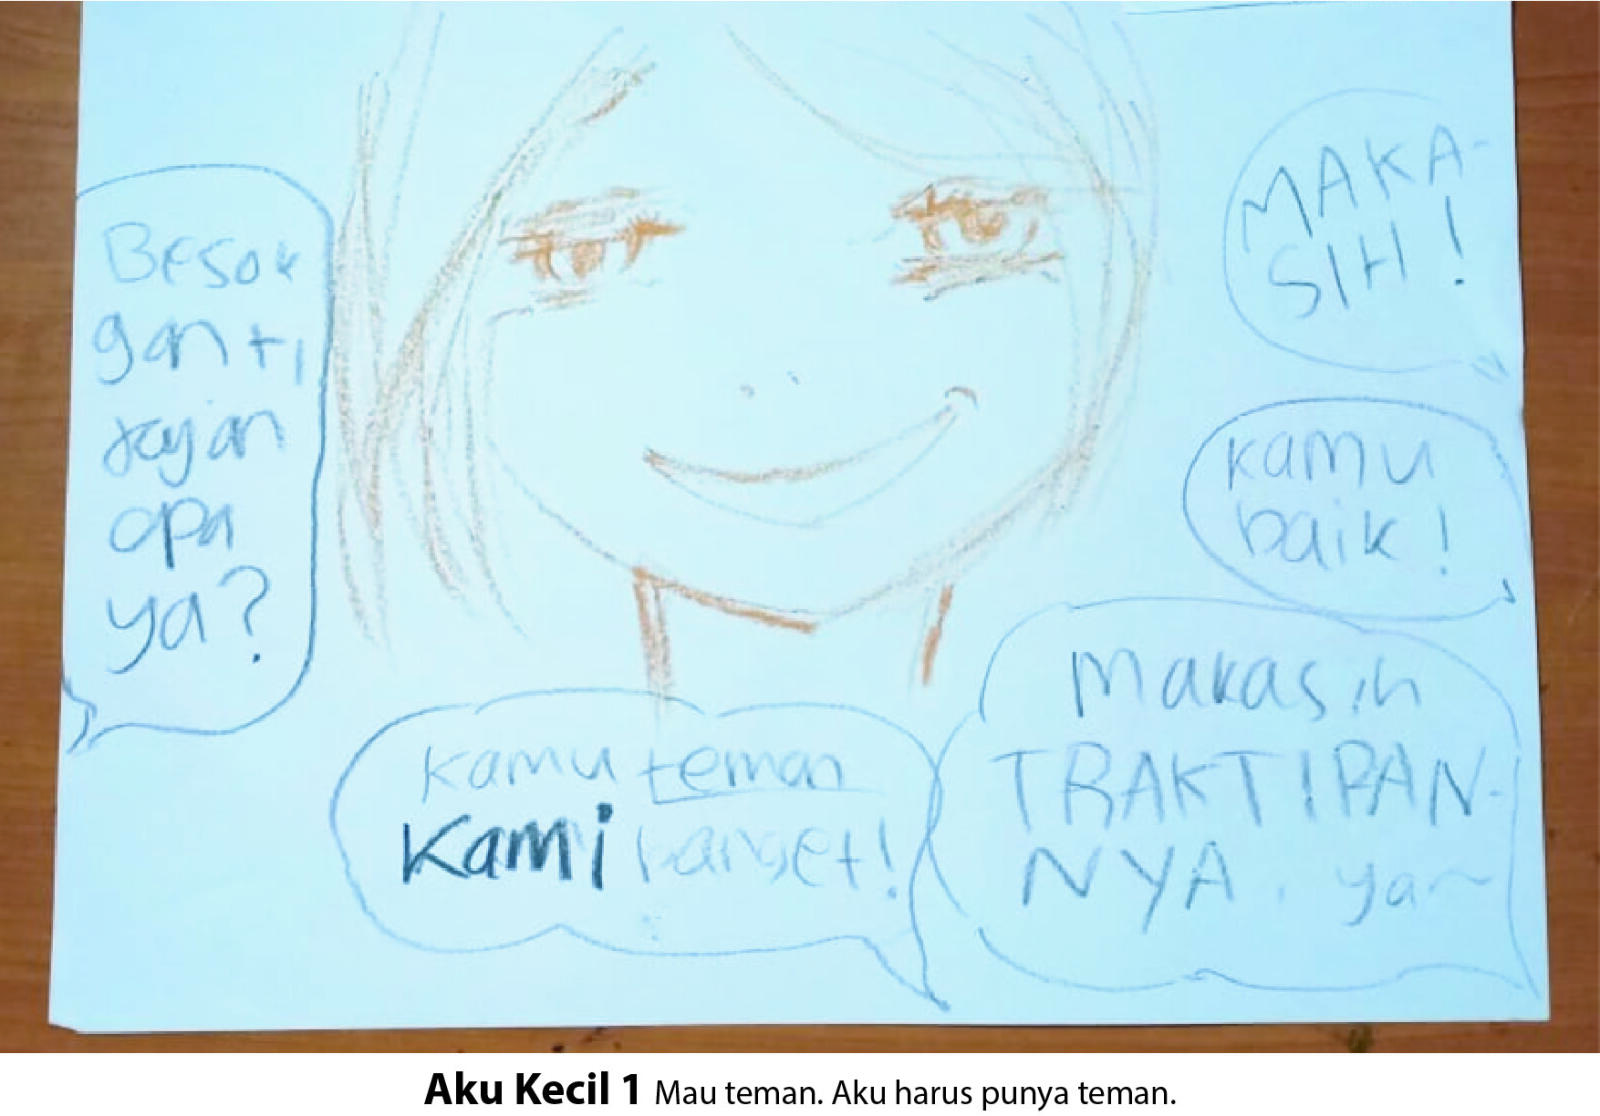 Besok
ganti
jajan
apa
ya?
MAKA-
SIH!
kamu
baik!
Makasih
TRAKTIRAN-
NYA. ya~
kamu teman
KaMi banget!
Aku Kecil 1 Mau teman. Aku harus punya teman.